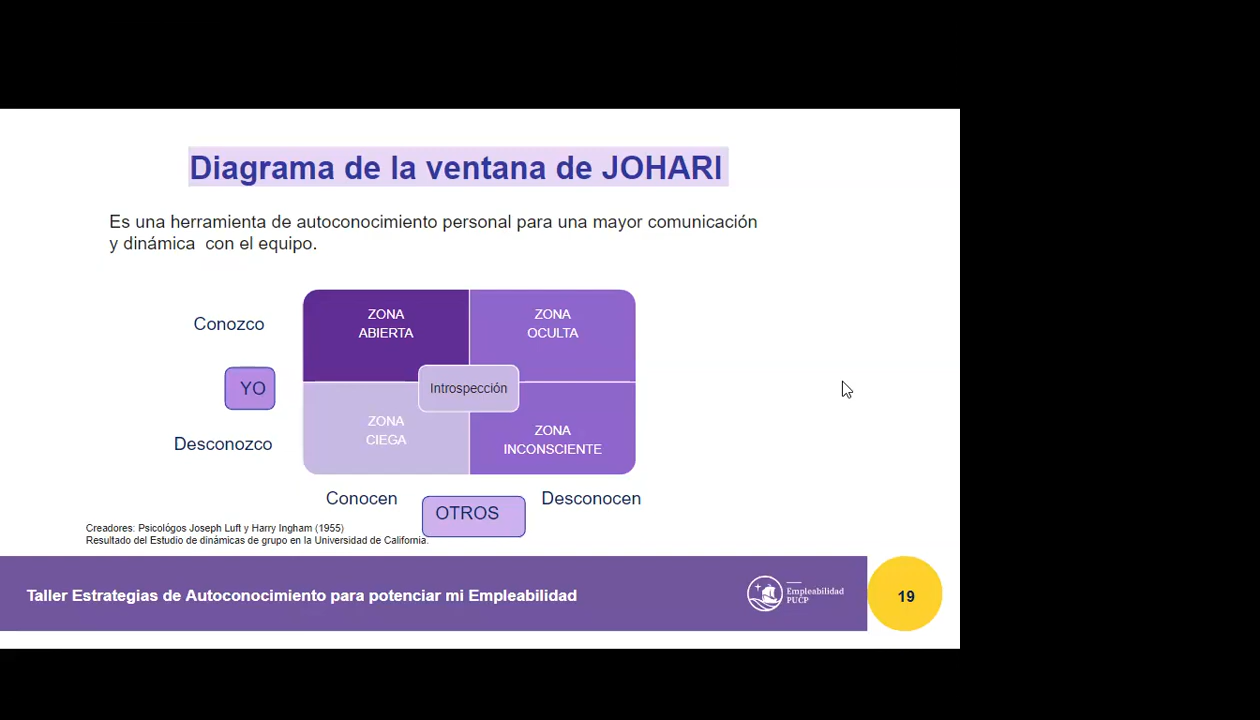 Diagrama de la ventana de JOHARI
Es una herramienta de autoconocimiento personal para una mayor comunicación
y dinámica con el equipo.
Conozco
ZONA
ABIERTA
ZONA
OCULTA
YO
Introspección
Desconozco
ZONA
CIEGA
ZONA
INCONSCIENTE
Conocen
OTROS
Desconocen
Creadores: Psicológos Joseph Luft y Harry Ingham (1955)
Resultado del Estudio de dinámicas de grupo en la Universidad de California.
Taller Estrategias de Autoconocimiento para potenciar mi Empleabilidad
Empleabilidad
PUCP
19